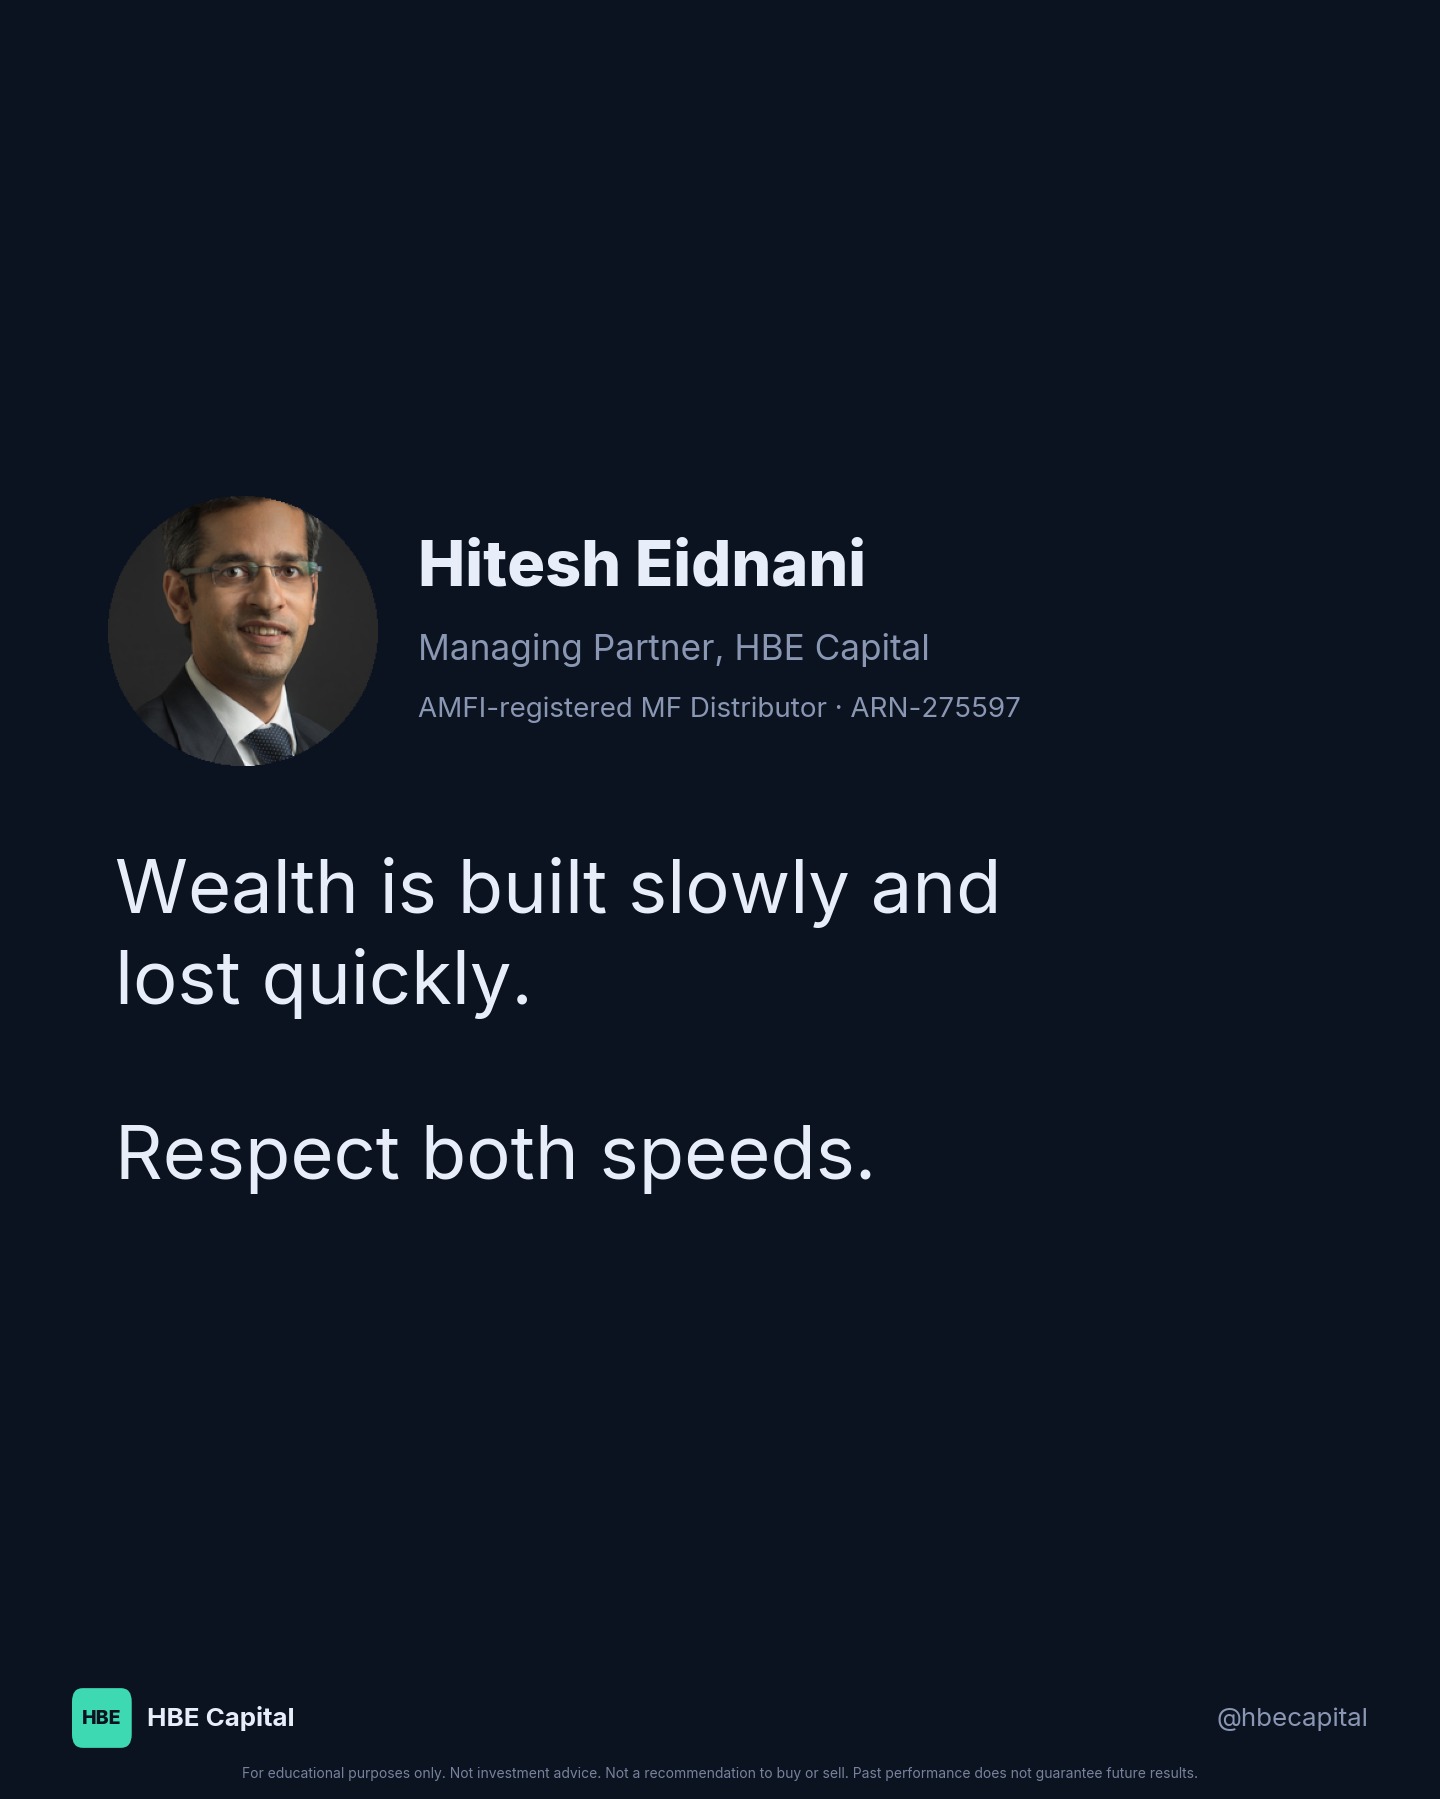 Hitesh Eidnani
Managing Partner, HBE Capital
AMFI-registered MF Distributor · ARN-275597
Wealth is built slowly and
lost quickly.
Respect both speeds.
HBE
HBE Capital
@hbecapital
For educational purposes only. Not investment advice. Not a recommendation to buy or sell. Past performance does not guarantee future results.